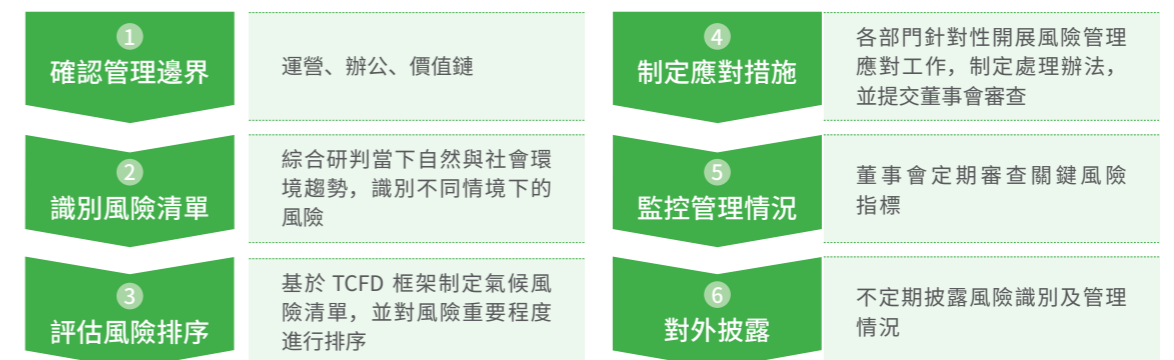 1
確認管理邊界
運營、辦公、價值鏈
2
識別風險清單
綜合研判當下自然與社會環
境趨勢，識別不同情境下的
風險
3
評估風險排序
基於 TCFD 框架制定氣候風
險清單，並對風險重要程度
進行排序
4
制定應對措施
各部門針對性開展風險管理
應對工作，制定處理辦法，
並提交董事會審查
5
監控管理情況
董事會定期審查關鍵風險
指標
6
對外披露
不定期披露風險識別及管理
情況